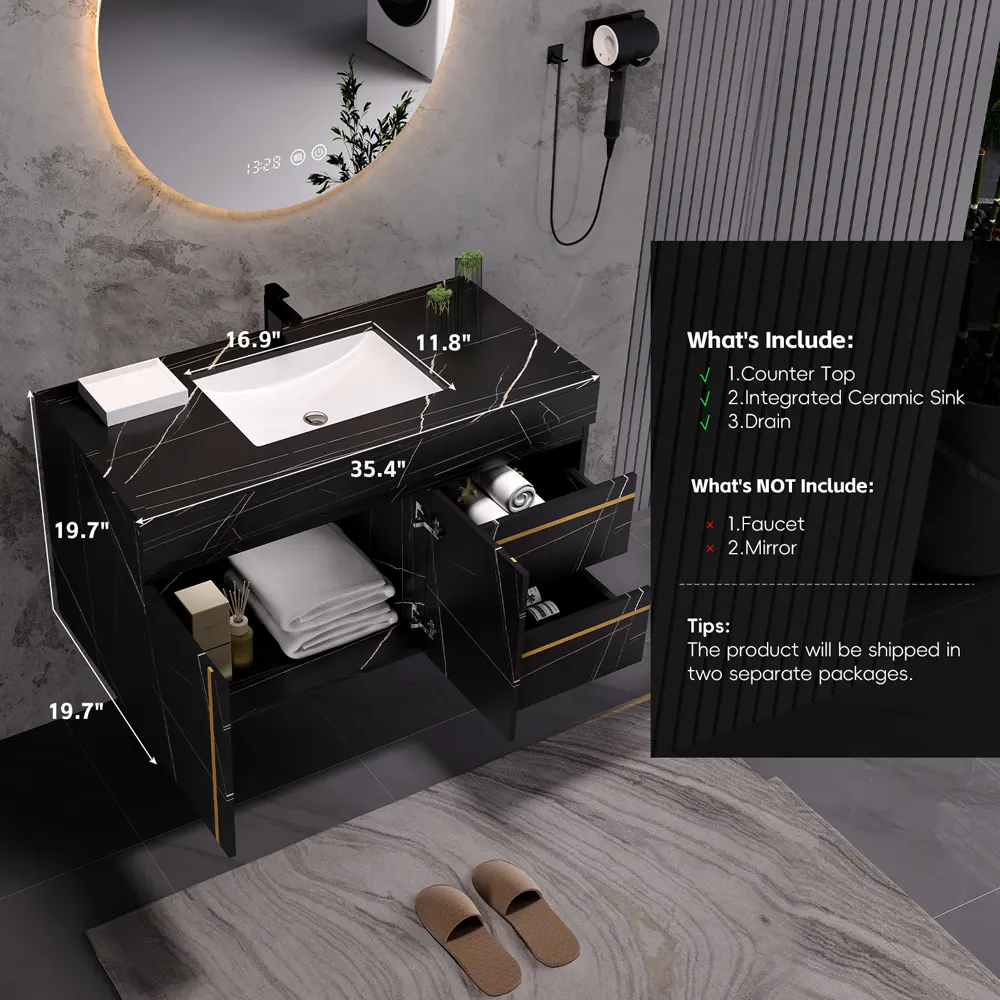 13:28
16.9"
11.8"
35.4"
19.7"
19.7"
What's Include:
√ 1.Counter Top
√ 2.Integrated Ceramic Sink
√ 3.Drain
What's NOT Include:
× 1.Faucet
× 2.Mirror
Tips:
The product will be shipped in
two separate packages.